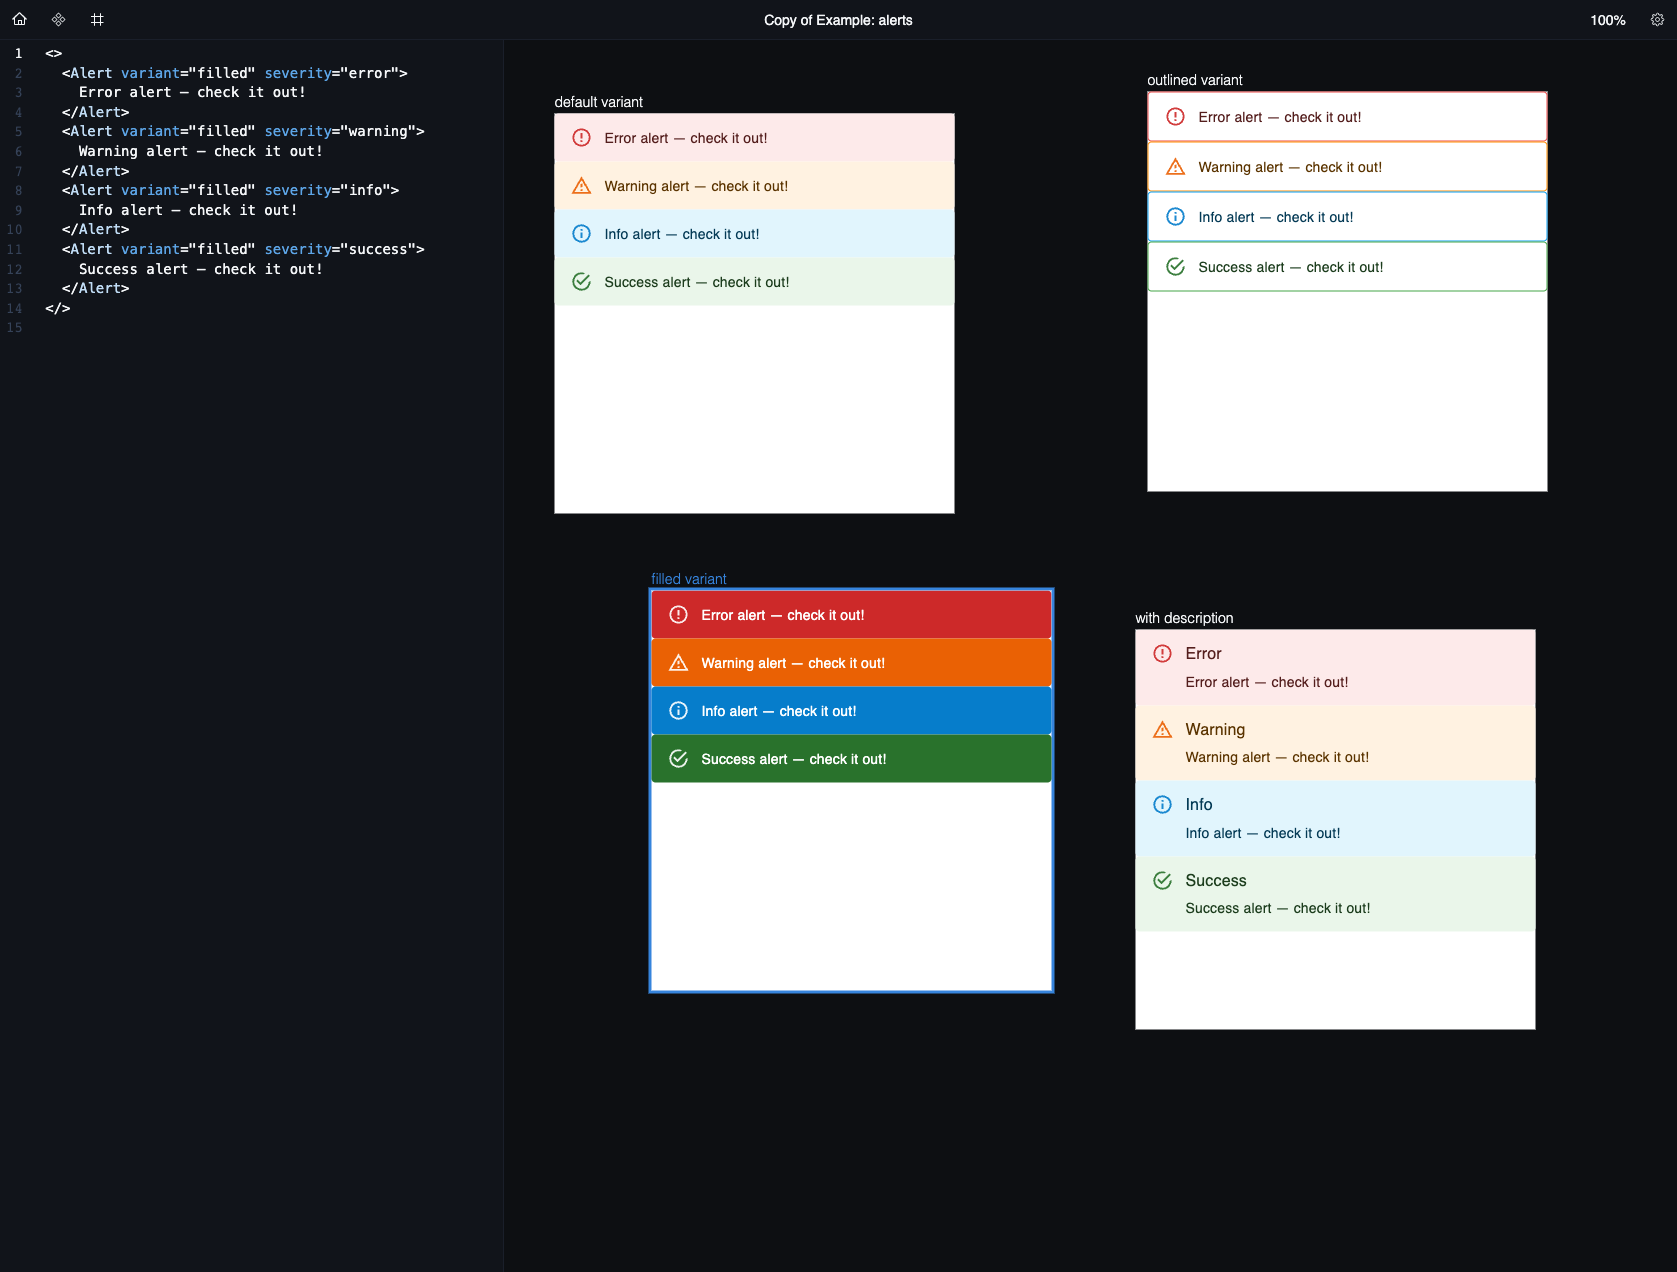 Copy of Example: alerts
100%
1 <>
2 <Alert variant="filled" severity="error">
3 Error alert — check it out!
4 </Alert>
5 <Alert variant="filled" severity="warning">
6 Warning alert — check it out!
7 </Alert>
8 <Alert variant="filled" severity="info">
9 Info alert — check it out!
10 </Alert>
11 <Alert variant="filled" severity="success">
12 Success alert — check it out!
13 </Alert>
14 </>
15
default variant
Error alert — check it out!
Warning alert — check it out!
Info alert — check it out!
Success alert — check it out!
outlined variant
Error alert — check it out!
Warning alert — check it out!
Info alert — check it out!
Success alert — check it out!
filled variant
Error alert — check it out!
Warning alert — check it out!
Info alert — check it out!
Success alert — check it out!
with description
Error
Error alert — check it out!
Warning
Warning alert — check it out!
Info
Info alert — check it out!
Success
Success alert — check it out!